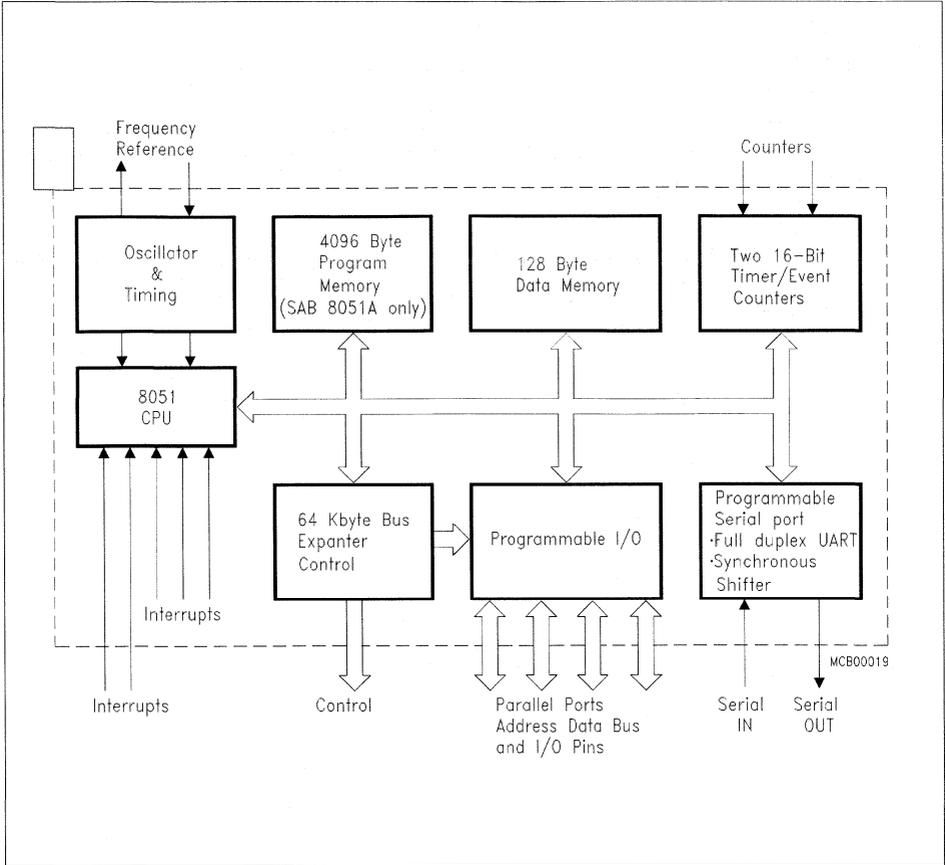 Frequency
Reference
Counters
Oscillator
&
Timing
4096 Byte
Program
Memory
(SAB 8051A only)
128 Byte
Data Memory
Two 16-Bit
Timer/Event
Counters
8051
CPU
64 Kbyte Bus
Expanter
Control
Programmable I/O
Programmable
Serial port
·Full duplex UART
·Synchronous
Shifter
Interrupts
MCB00019
Interrupts
Control
Parallel Ports
Address Data Bus
and I/O Pins
Serial
IN
Serial
OUT